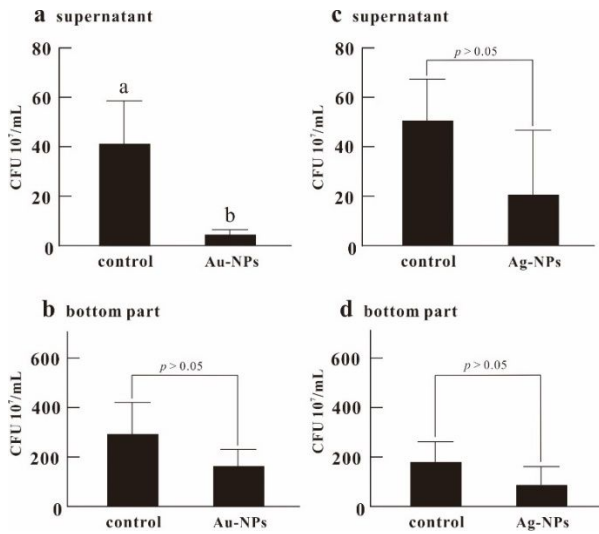 a supernatant
CFU 10⁷/mL
80
60
40
20
0
a
b
control
Au-NPs
c supernatant
CFU 10⁷/mL
80
60
40
20
0
p > 0.05
control
Ag-NPs
b bottom part
CFU 10⁷/mL
600
400
200
0
p > 0.05
control
Au-NPs
d bottom part
CFU 10⁷/mL
600
400
200
0
p > 0.05
control
Ag-NPs